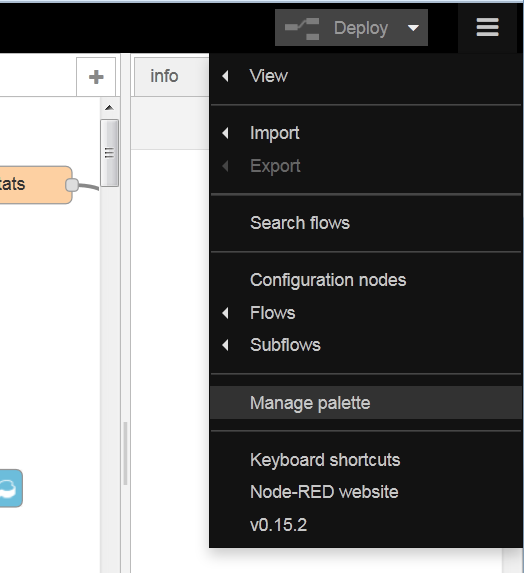 Deploy
info
View
Import
tats
Export
Search flows
Configuration nodes
Flows
Subflows
Manage palette
Keyboard shortcuts
Node-RED website
v0.15.2